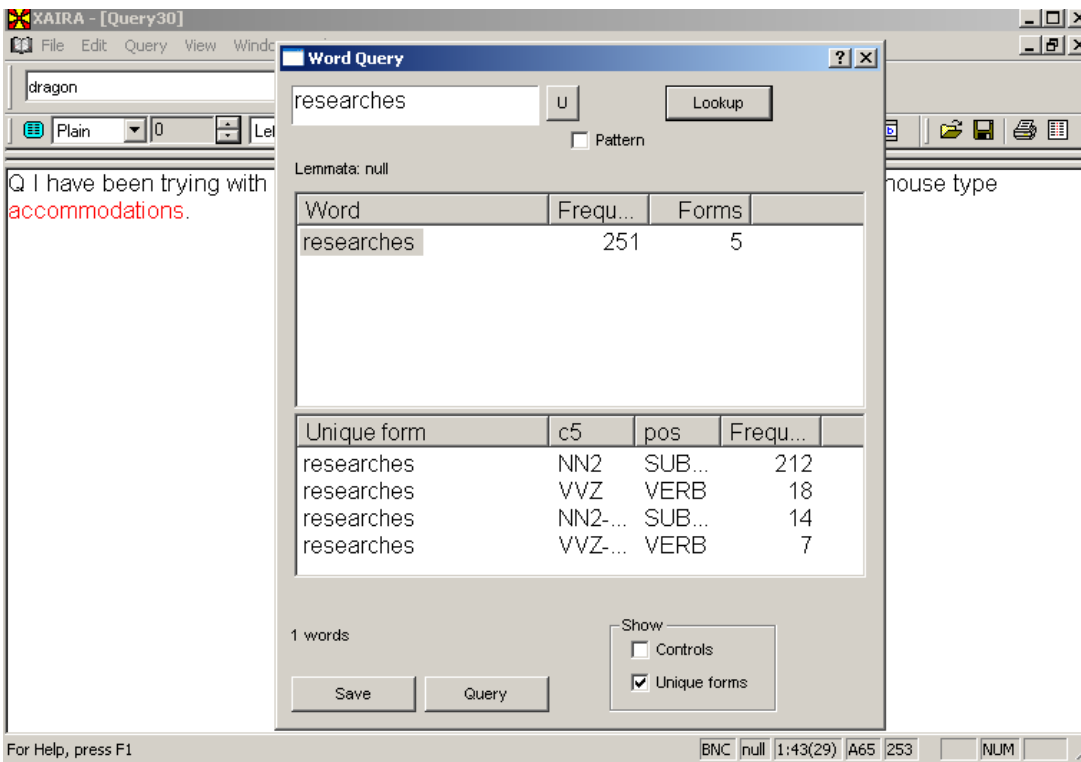 XAIRA - [Query30]
File Edit Query View Windo
Word Query
dragon
researches U Lookup
Plain 0 Let
Pattern
Lemmata: null
Q I have been trying with house type
accommodations.
Word Frequ... Forms
researches 251 5
Unique form c5 pos Frequ...
researches NN2 SUB... 212
researches VVZ VERB 18
researches NN2-... SUB... 14
researches VVZ-... VERB 7
1 words
Show
Controls
Unique forms
Save Query
For Help, press F1 BNC null 1:43(29) A65 253 NUM